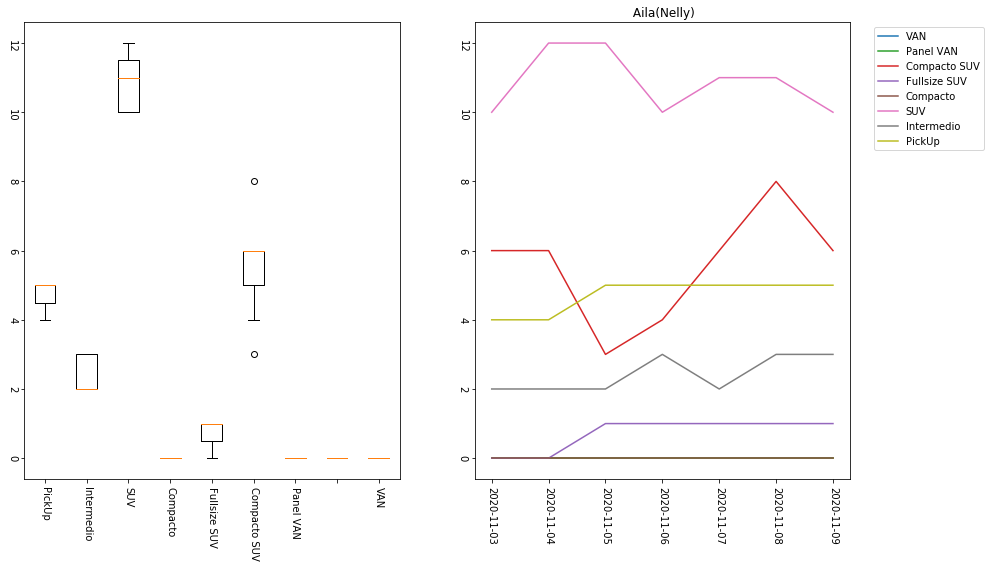 Aila(Nelly)
12
10
8
6
4
2
0
PickUp
Intermedio
SUV
Compacto
Fullsize SUV
Compacto SUV
Panel VAN
VAN
12
10
8
6
4
2
0
2020-11-03
2020-11-04
2020-11-05
2020-11-06
2020-11-07
2020-11-08
2020-11-09
VAN
Panel VAN
Compacto SUV
Fullsize SUV
Compacto
SUV
Intermedio
PickUp